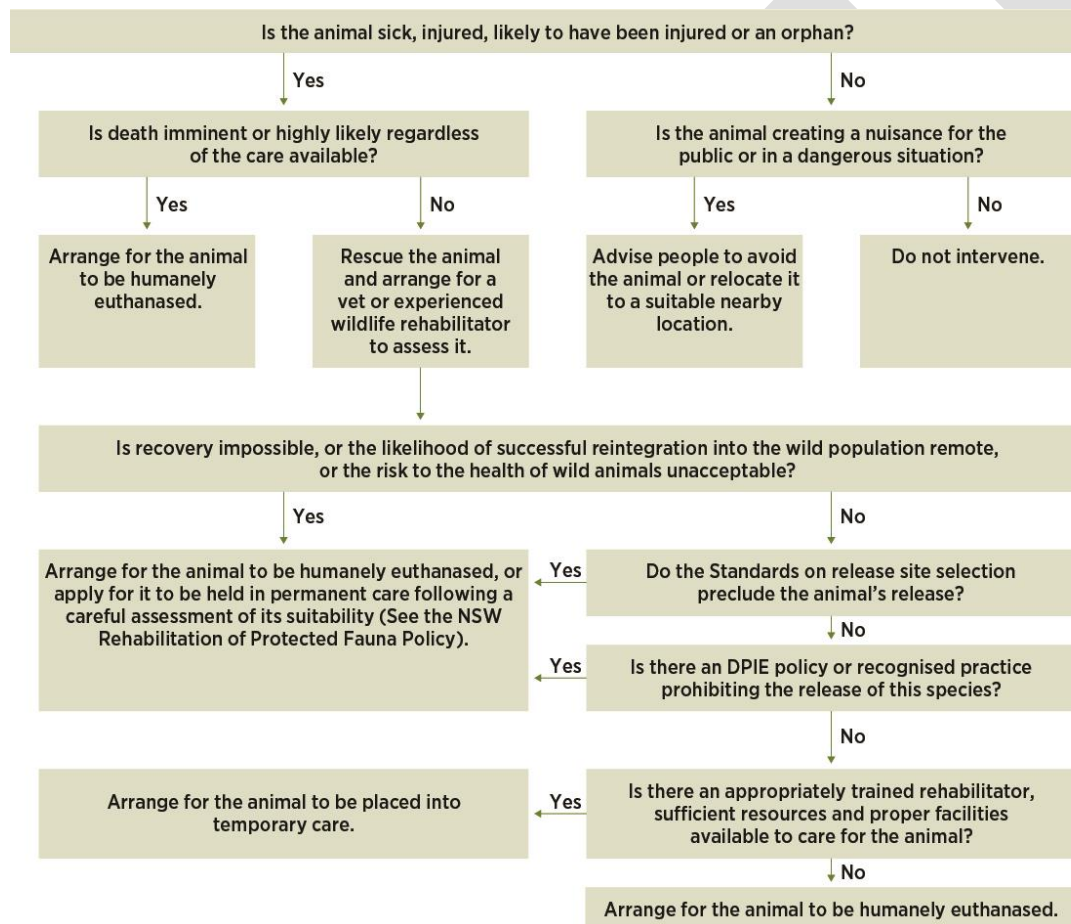 Is the animal sick, injured, likely to have been injured or an orphan?
Yes
No
Is death imminent or highly likely regardless
of the care available?
Is the animal creating a nuisance for the
public or in a dangerous situation?
Yes
No
Yes
No
Arrange for the animal
to be humanely
euthanased.
Rescue the animal
and arrange for a
vet or experienced
wildlife rehabilitator
to assess it.
Advise people to avoid
the animal or relocate it
to a suitable nearby
location.
Do not intervene.
Is recovery impossible, or the likelihood of successful reintegration into the wild population remote,
or the risk to the health of wild animals unacceptable?
Yes
No
Arrange for the animal to be humanely euthanased, or
apply for it to be held in permanent care following a
careful assessment of its suitability (See the NSW
Rehabilitation of Protected Fauna Policy).
Yes
Do the Standards on release site selection
preclude the animal's release?
No
Yes
Is there an DPIE policy or recognised practice
prohibiting the release of this species?
No
Arrange for the animal to be placed into
temporary care.
Yes
Is there an appropriately trained rehabilitator,
sufficient resources and proper facilities
available to care for the animal?
No
Arrange for the animal to be humanely euthanased.